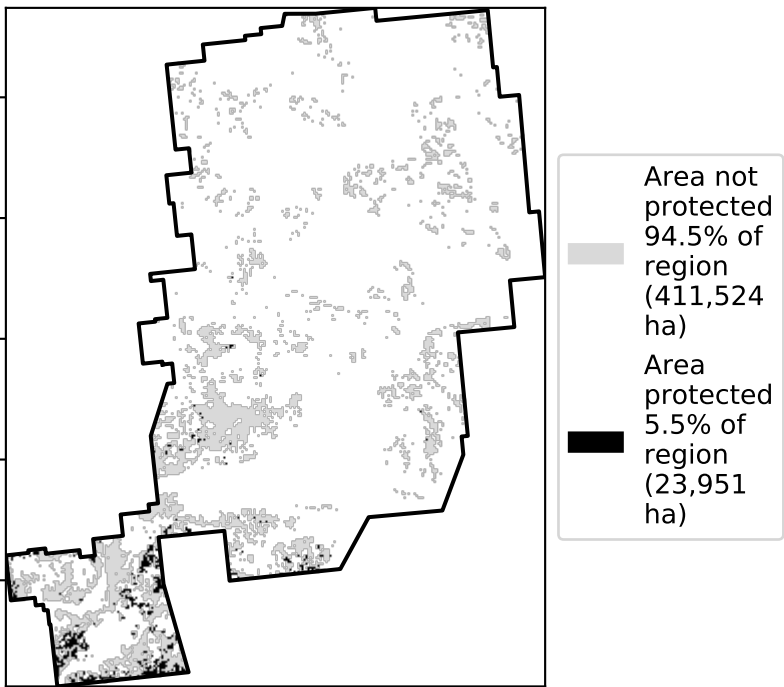 Area not
protected
94.5% of
region
(411,524
ha)
Area
protected
5.5% of
region
(23,951
ha)